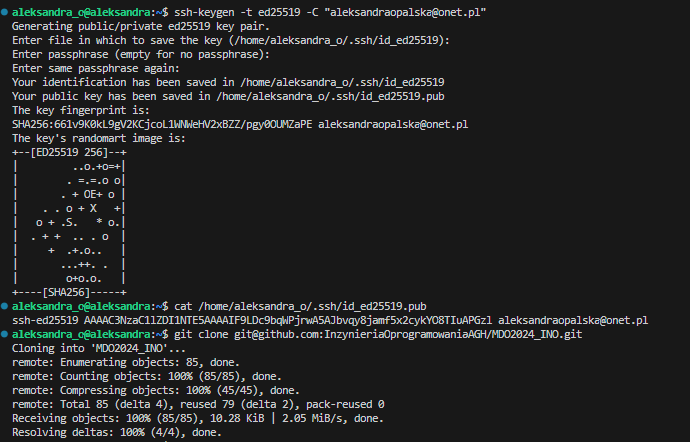 aleksandra_o@aleksandra:~$ ssh-keygen -t ed25519 -C "aleksandraopalska@onet.pl"
Generating public/private ed25519 key pair.
Enter file in which to save the key (/home/aleksandra_o/.ssh/id_ed25519):
Enter passphrase (empty for no passphrase):
Enter same passphrase again:
Your identification has been saved in /home/aleksandra_o/.ssh/id_ed25519
Your public key has been saved in /home/aleksandra_o/.ssh/id_ed25519.pub
The key fingerprint is:
SHA256:661v9K0kL9gV2KCjcoL1WNWeHV2xBZZ/pgy0OUMZaPE aleksandraopalska@onet.pl
The key's randomart image is:
+--[ED25519 256]--+
|        ..o.+o=+|
|       . =.=.o o|
|      . + OE+ o |
|    . . o + X   +|
|   o + .S.   * o.|
|  . + +  .. . o  |
|     +  .+.o..   |
|       ...++. .  |
|        o+o.o.   |
+----[SHA256]-----+
aleksandra_o@aleksandra:~$ cat /home/aleksandra_o/.ssh/id_ed25519.pub
ssh-ed25519 AAAAC3NzaC1lZDI1NTE5AAAAIF9LDc9bqWPjrwA5AJbvqy8jamf5x2cykYO8TIuAPGzl aleksandraopalska@onet.pl
aleksandra_o@aleksandra:~$ git clone git@github.com:InzynieriaOprogramowaniaAGH/MDO2024_INO.git
Cloning into 'MDO2024_INO'...
remote: Enumerating objects: 85, done.
remote: Counting objects: 100% (85/85), done.
remote: Compressing objects: 100% (45/45), done.
remote: Total 85 (delta 4), reused 79 (delta 2), pack-reused 0
Receiving objects: 100% (85/85), 10.28 KiB | 2.05 MiB/s, done.
Resolving deltas: 100% (4/4), done.